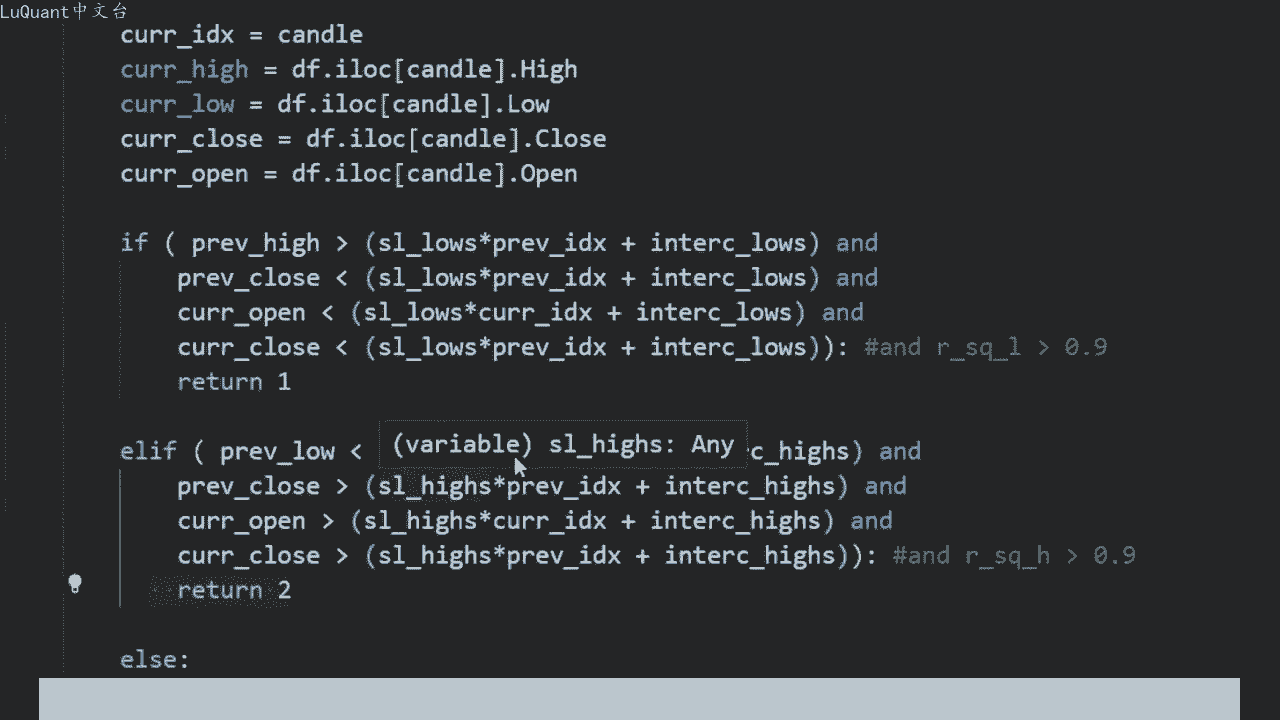 LuQuant中文台
curr_idx = candle
curr_high = df.iloc[candle].High
curr_low = df.iloc[candle].Low
curr_close = df.iloc[candle].Close
curr_open = df.iloc[candle].Open
if ( prev_high > (sl_lows*prev_idx + interc_lows) and
prev_close < (sl_lows*prev_idx + interc_lows) and
curr_open < (sl_lows*curr_idx + interc_lows) and
curr_close < (sl_lows*prev_idx + interc_lows)): #and r_sq_l > 0.9
return 1
elif ( prev_low < (variable) sl_highs: Any c_highs) and
prev_close > (sl_highs*prev_idx + interc_highs) and
curr_open > (sl_highs*curr_idx + interc_highs) and
curr_close > (sl_highs*prev_idx + interc_highs)): #and r_sq_h > 0.9
return 2
else: